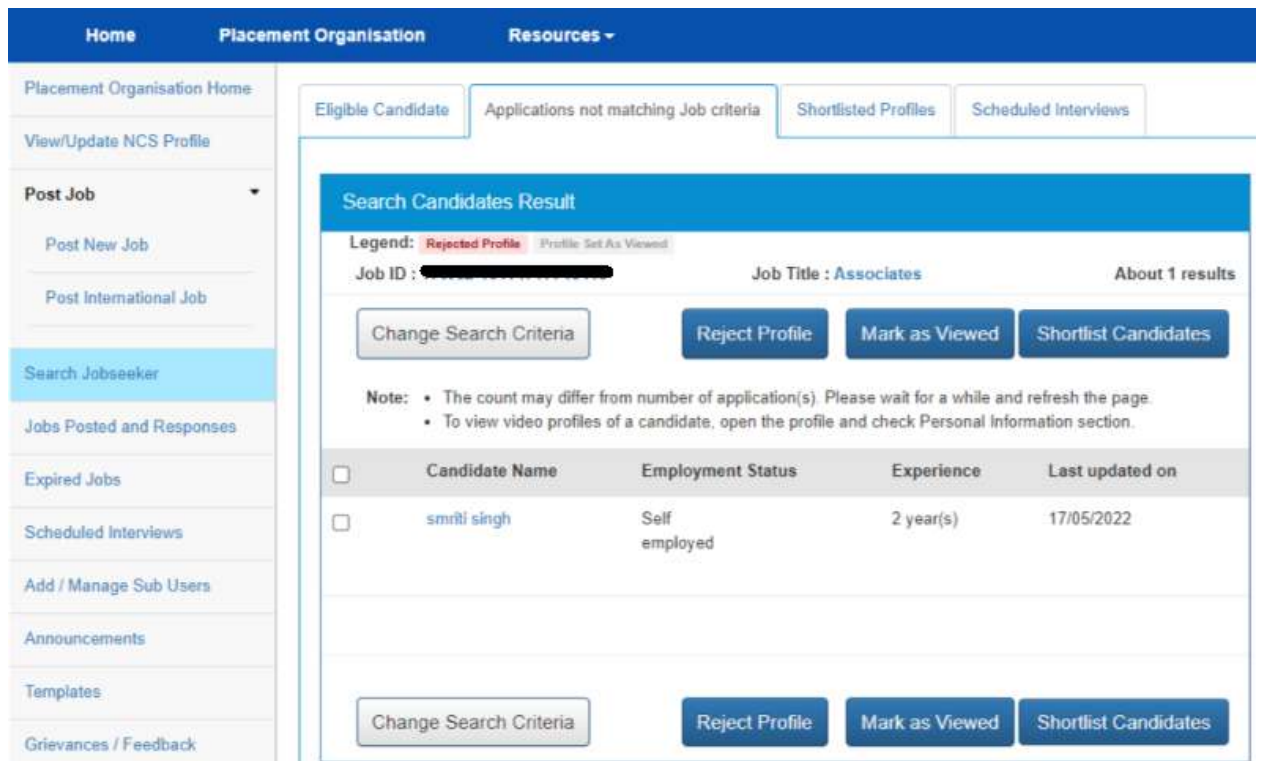 Home Placement Organisation Resources
Placement Organisation Home
View/Update NCS Profile
Post Job
Post New Job
Post International Job
Search Jobseeker
Jobs Posted and Responses
Expired Jobs
Scheduled Interviews
Add / Manage Sub Users
Announcements
Templates
Grievances / Feedback
Eligible Candidate Applications not matching Job criteria Shortlisted Profiles Scheduled Interviews
Search Candidates Result
Legend: Rejected Profile Profile Set As Viewed
Job ID : Job Title : Associates About 1 results
Change Search Criteria Reject Profile Mark as Viewed Shortlist Candidates
Note: • The count may differ from number of application(s). Please wait for a while and refresh the page.
• To view video profiles of a candidate, open the profile and check Personal Information section.
Candidate Name Employment Status Experience Last updated on
smriti singh Self 2 year(s) 17/05/2022
employed
Change Search Criteria Reject Profile Mark as Viewed Shortlist Candidates